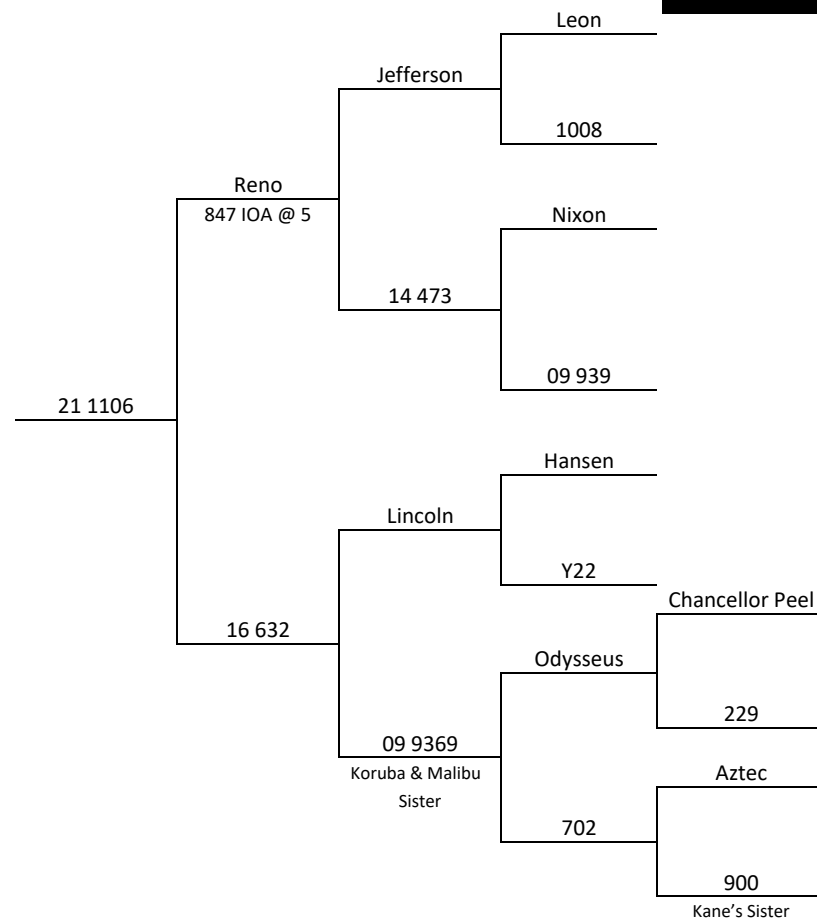 Leon
Jefferson
1008
Reno
847 IOA @ 5
Nixon
14 473
09 939
21 1106
Hansen
Lincoln
Y22
Chancellor Peel
16 632
Odysseus
229
09 9369
Koruba & Malibu
Sister
Aztec
702
900
Kane’s Sister